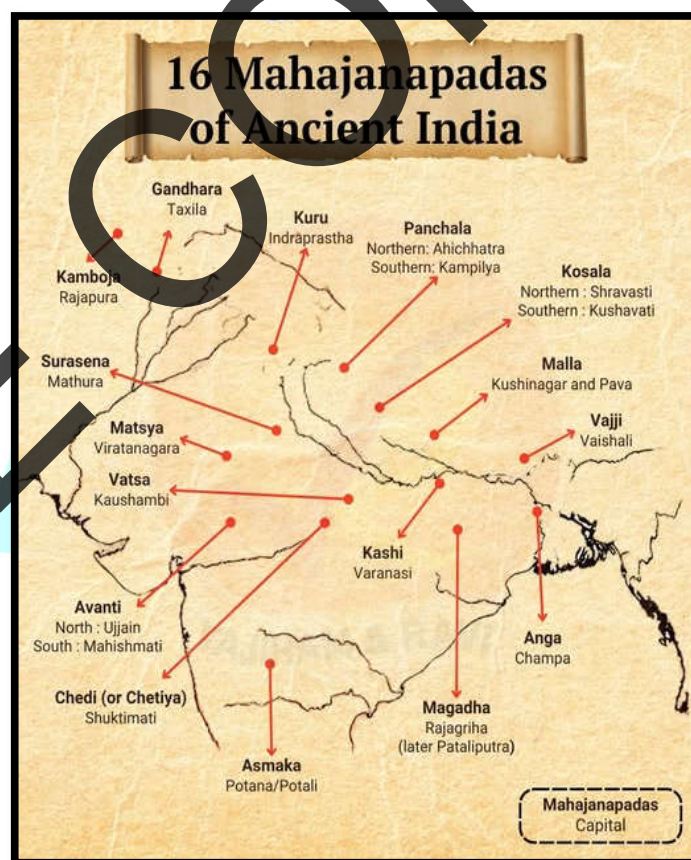 16 Mahajanapadas
of Ancient India
Gandhara
Taxila
Kuru
Indraprastha
Panchala
Northern: Ahichhatra
Southern: Kampilya
Kamboja
Rajapura
Kosala
Northern : Shravasti
Southern : Kushavati
Surasena
Mathura
Malla
Kushinagar and Pava
Matsya
Viratanagara
Vajji
Vaishali
Vatsa
Kaushambi
Kashi
Varanasi
Avanti
North : Ujjain
South : Mahishmati
Anga
Champa
Chedi (or Chetiya)
Shuktimati
Magadha
Rajagriha
(later Pataliputra)
Asmaka
Potana/Potali
Mahajanapadas
Capital